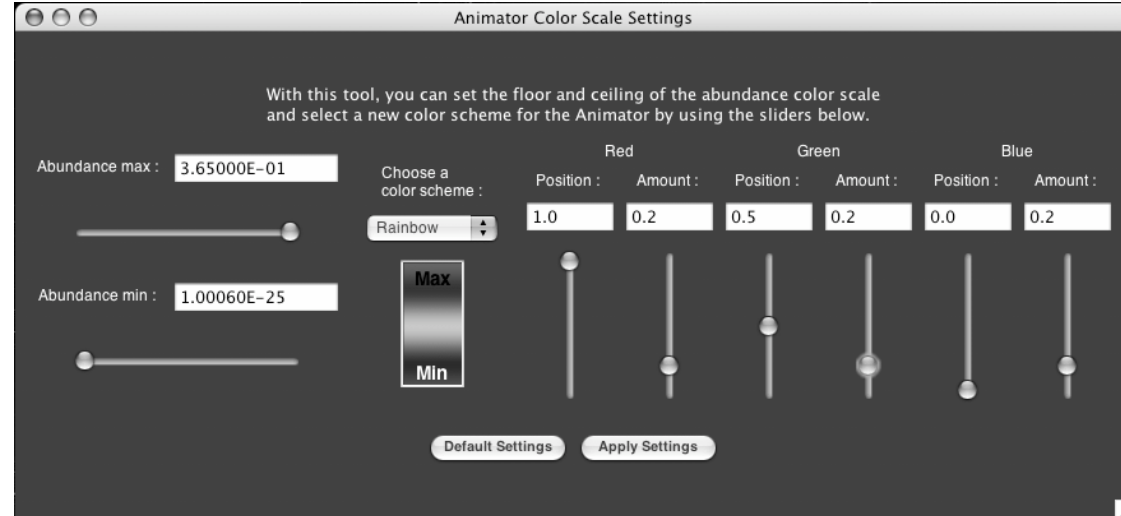 Animator Color Scale Settings
With this tool, you can set the floor and ceiling of the abundance color scale
and select a new color scheme for the Animator by using the sliders below.
Abundance max : 3.65000E−01
Abundance min : 1.00060E−25
Choose a
color scheme :
Rainbow
Max
Min
Red Green Blue
Position : Amount : Position : Amount : Position : Amount :
1.0 0.2 0.5 0.2 0.0 0.2
Default Settings Apply Settings